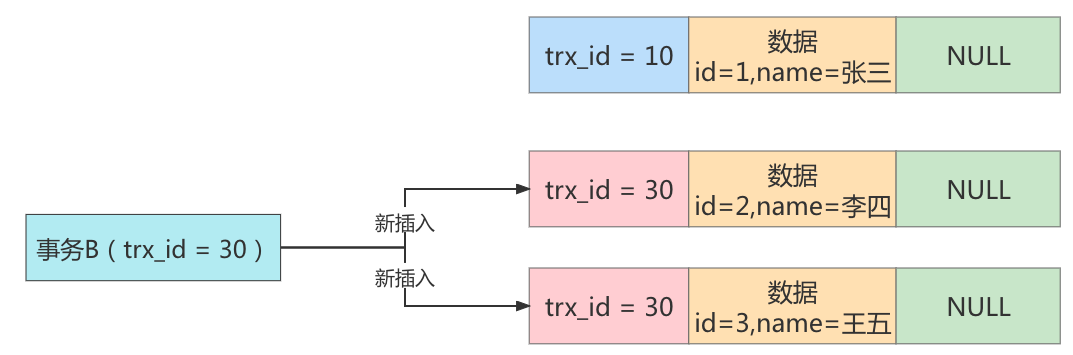 trx_id = 10
数据
id=1,name=张三
NULL
trx_id = 30
数据
id=2,name=李四
NULL
新插入
事务B（trx_id = 30）
新插入
trx_id = 30
数据
id=3,name=王五
NULL